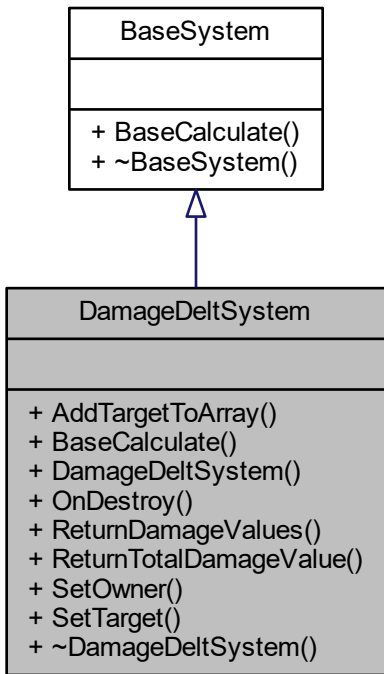 BaseSystem
+ BaseCalculate()
+ ~BaseSystem()
DamageDeltSystem
+ AddTargetToArray()
+ BaseCalculate()
+ DamageDeltSystem()
+ OnDestroy()
+ ReturnDamageValues()
+ ReturnTotalDamageValue()
+ SetOwner()
+ SetTarget()
+ ~DamageDeltSystem()